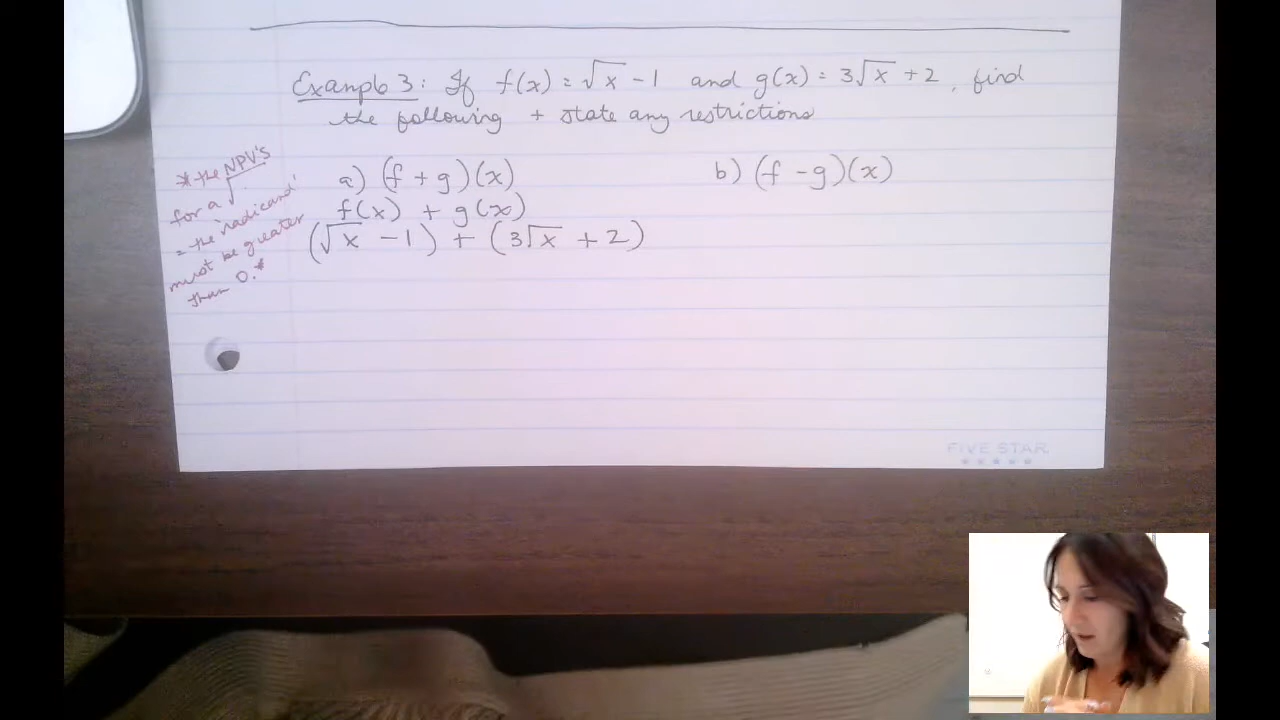 Example 3: If f(x) = √x - 1 and g(x) = 3√x + 2, find
the following + state any restrictions
* the NPV's
for a √
= the 'radicand'
must be greater
than 0. *
a) (f + g)(x)
f(x) + g(x)
(√x - 1) + (3√x + 2)
b) (f - g)(x)
FIVE STAR